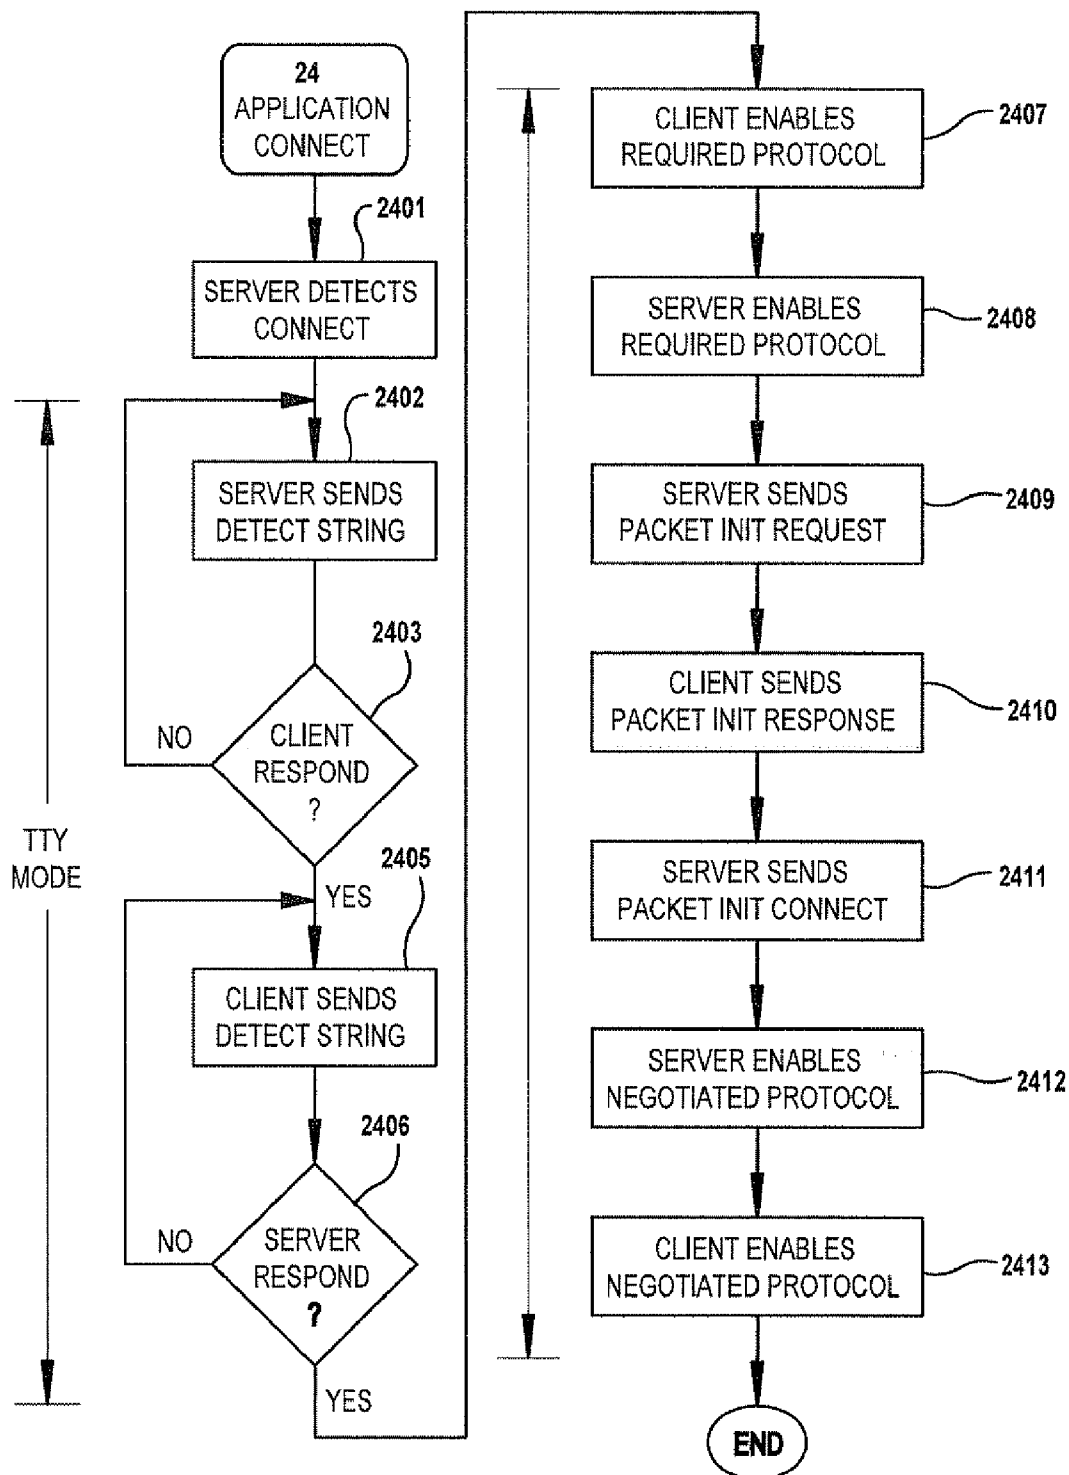 24
APPLICATION
CONNECT
2401
SERVER DETECTS
CONNECT
2402
SERVER SENDS
DETECT STRING
2403
CLIENT
RESPOND
?
NO
YES
TTY
MODE
2405
CLIENT SENDS
DETECT STRING
2406
SERVER
RESPOND
?
NO
YES
CLIENT ENABLES
REQUIRED PROTOCOL
2407
SERVER ENABLES
REQUIRED PROTOCOL
2408
SERVER SENDS
PACKET INIT REQUEST
2409
CLIENT SENDS
PACKET INIT RESPONSE
2410
SERVER SENDS
PACKET INIT CONNECT
2411
SERVER ENABLES
NEGOTIATED PROTOCOL
2412
CLIENT ENABLES
NEGOTIATED PROTOCOL
2413
END